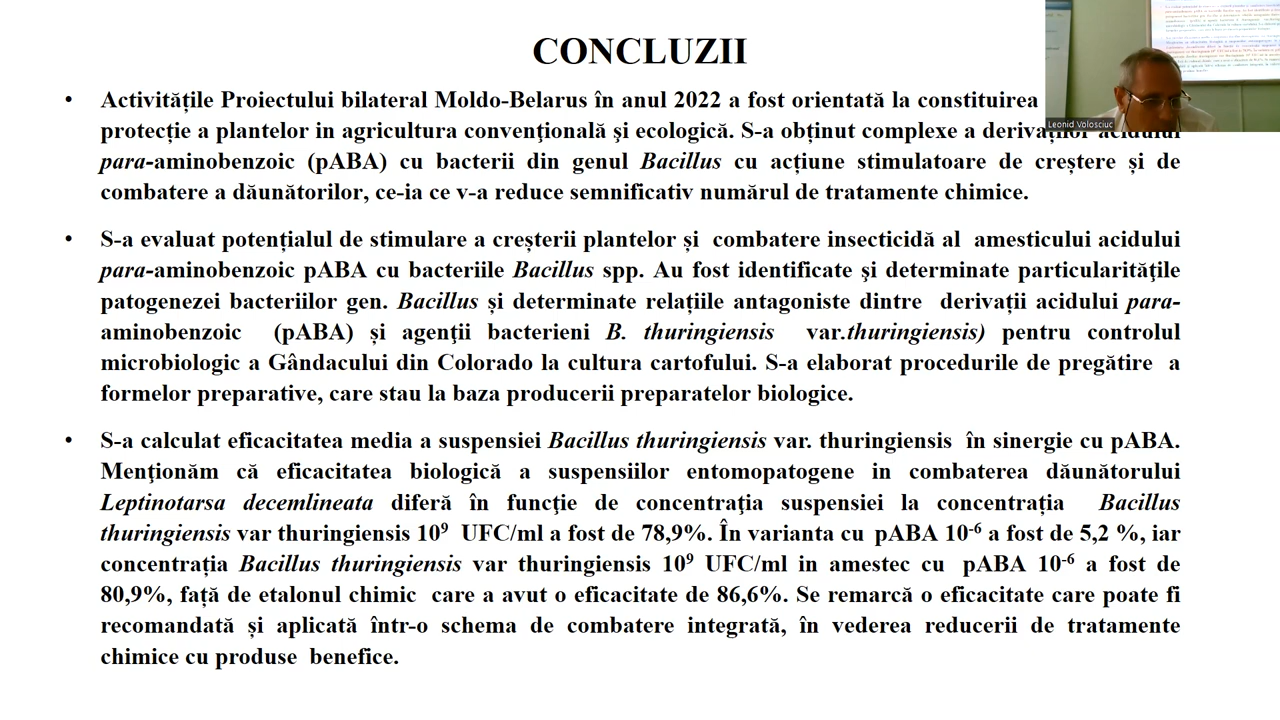 CONCLUZII
• Activitățile Proiectului bilateral Moldo-Belarus în anul 2022 a fost orientată la constituirea
protecție a plantelor in agricultura convenţională şi ecologică. S-a obținut complexe a derivaților acidului
para-aminobenzoic (pABA) cu bacterii din genul Bacillus cu acțiune stimulatoare de creștere și de
combatere a dăunătorilor, ce-ia ce v-a reduce semnificativ numărul de tratamente chimice.
• S-a evaluat potențialul de stimulare a creșterii plantelor și combatere insecticidă al amesticului acidului
para-aminobenzoic pABA cu bacteriile Bacillus spp. Au fost identificate şi determinate particularităţile
patogenezei bacteriilor gen. Bacillus și determinate relațiile antagoniste dintre derivații acidului para-
aminobenzoic (pABA) și agenţii bacterieni B. thuringiensis var.thuringiensis) pentru controlul
microbiologic a Gândacului din Colorado la cultura cartofului. S-a elaborat procedurile de pregătire a
formelor preparative, care stau la baza producerii preparatelor biologice.
• S-a calculat eficacitatea media a suspensiei Bacillus thuringiensis var. thuringiensis în sinergie cu pABA.
Menţionăm că eficacitatea biologică a suspensiilor entomopatogene in combaterea dăunătorului
Leptinotarsa decemlineata diferă în funcţie de concentraţia suspensiei la concentrația Bacillus
thuringiensis var thuringiensis 10⁹ UFC/ml a fost de 78,9%. În varianta cu pABA 10⁻⁶ a fost de 5,2 %, iar
concentrația Bacillus thuringiensis var thuringiensis 10⁹ UFC/ml in amestec cu pABA 10⁻⁶ a fost de
80,9%, față de etalonul chimic care a avut o eficacitate de 86,6%. Se remarcă o eficacitate care poate fi
recomandată și aplicată într-o schema de combatere integrată, în vederea reducerii de tratamente
chimice cu produse benefice.
Leonid Volosciuc